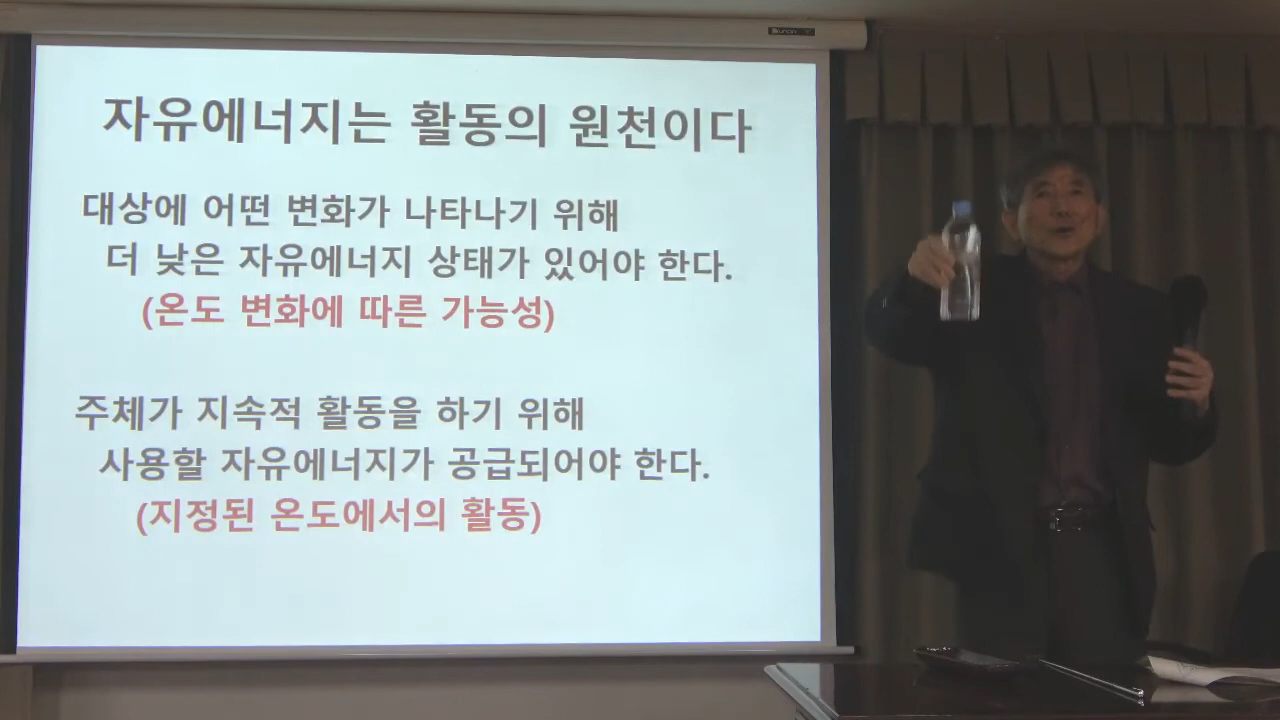 자유에너지는 활동의 원천이다
대상에 어떤 변화가 나타나기 위해
더 낮은 자유에너지 상태가 있어야 한다.
(온도 변화에 따른 가능성)
주체가 지속적 활동을 하기 위해
사용할 자유에너지가 공급되어야 한다.
(지정된 온도에서의 활동)